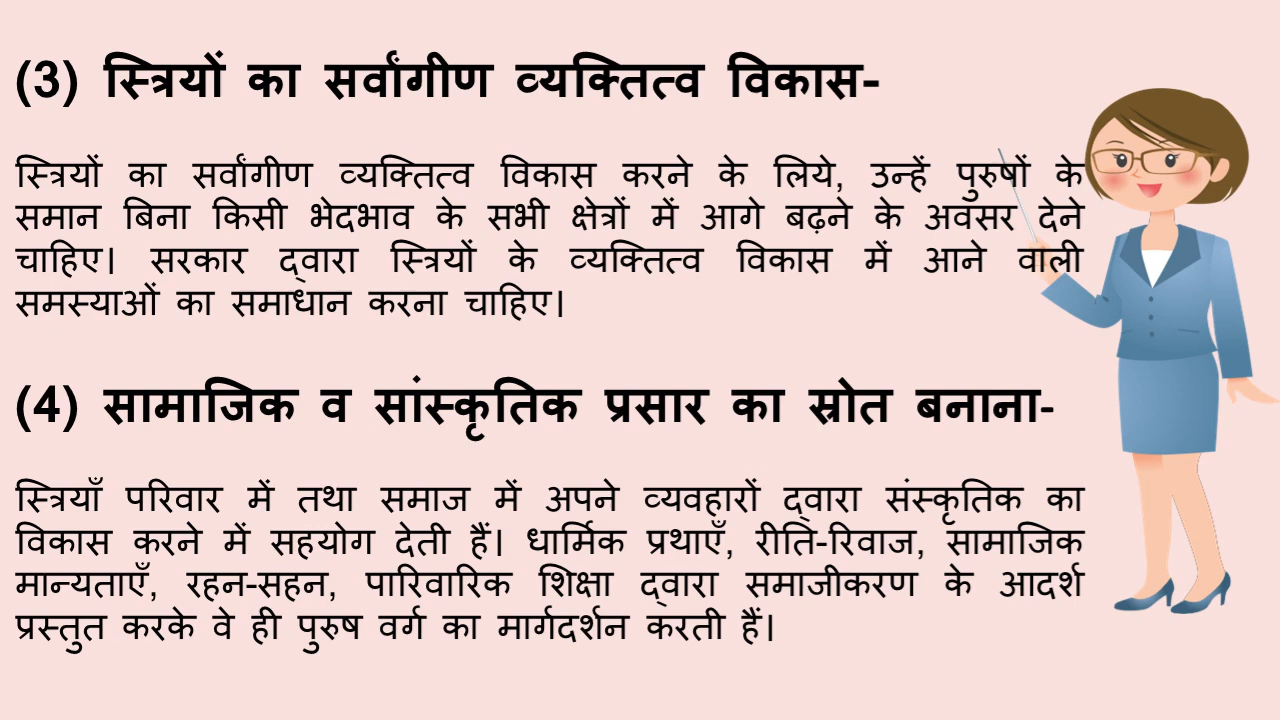 (3) स्त्रियों का सर्वांगीण व्यक्तित्व विकास-
स्त्रियों का सर्वांगीण व्यक्तित्व विकास करने के लिये, उन्हें पुरुषों के
समान बिना किसी भेदभाव के सभी क्षेत्रों में आगे बढ़ने के अवसर देने
चाहिए। सरकार द्वारा स्त्रियों के व्यक्तित्व विकास में आने वाली
समस्याओं का समाधान करना चाहिए।
(4) सामाजिक व सांस्कृतिक प्रसार का स्रोत बनाना-
स्त्रियाँ परिवार में तथा समाज में अपने व्यवहारों द्वारा संस्कृतिक का
विकास करने में सहयोग देती हैं। धार्मिक प्रथाएँ, रीति-रिवाज, सामाजिक
मान्यताएँ, रहन-सहन, पारिवारिक शिक्षा द्वारा समाजीकरण के आदर्श
प्रस्तुत करके वे ही पुरुष वर्ग का मार्गदर्शन करती हैं।